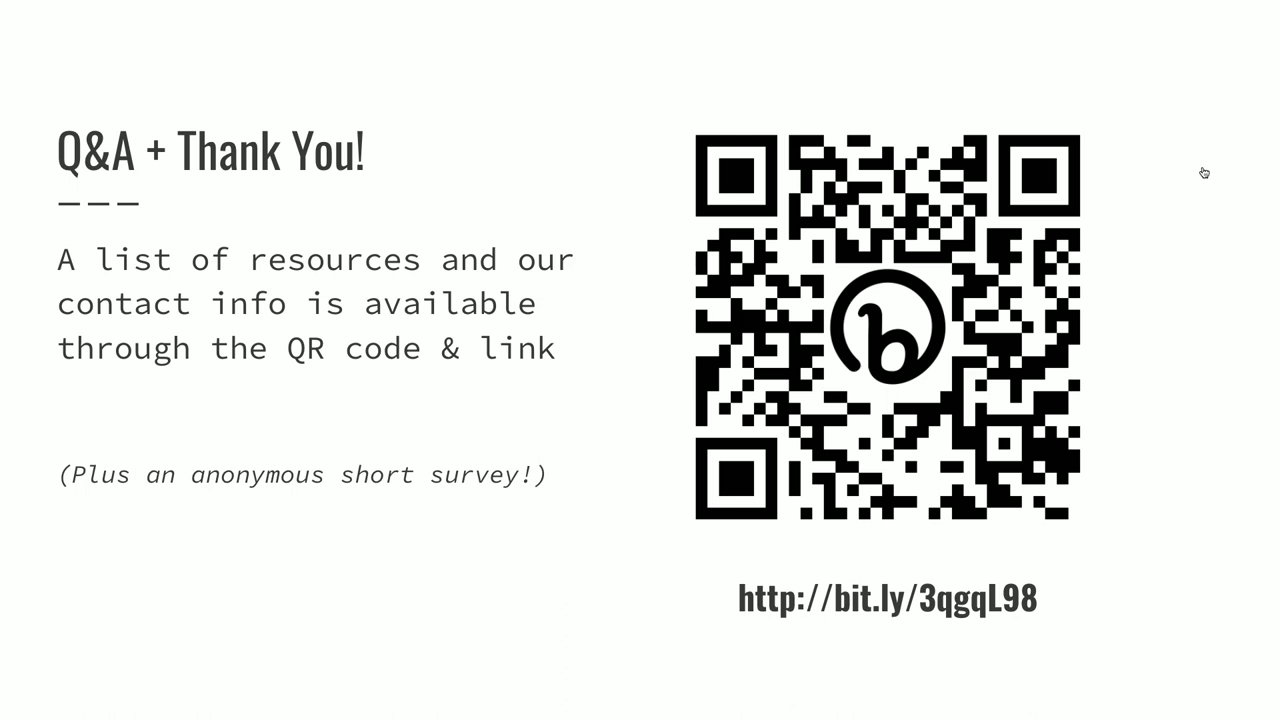 Q&A + Thank You!
A list of resources and our
contact info is available
through the QR code & link
(Plus an anonymous short survey!)
b
http://bit.ly/3qgqL98